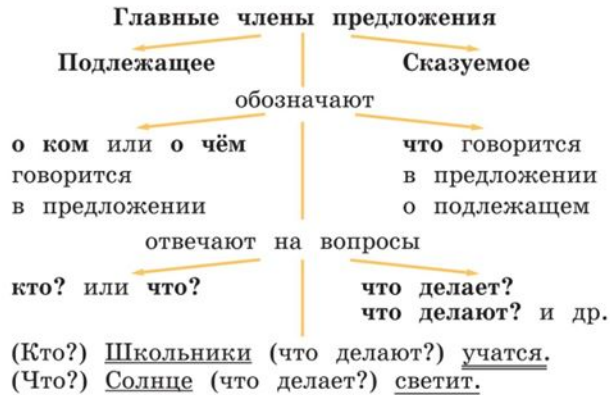 Главные члены предложения
Подлежащее
Сказуемое
обозначают
о ком или о чём
говорится
в предложении
что говорится
в предложении
о подлежащем
отвечают на вопросы
кто? или что?
что делает?
что делают? и др.
(Кто?) Школьники (что делают?) учатся.
(Что?) Солнце (что делает?) светит.